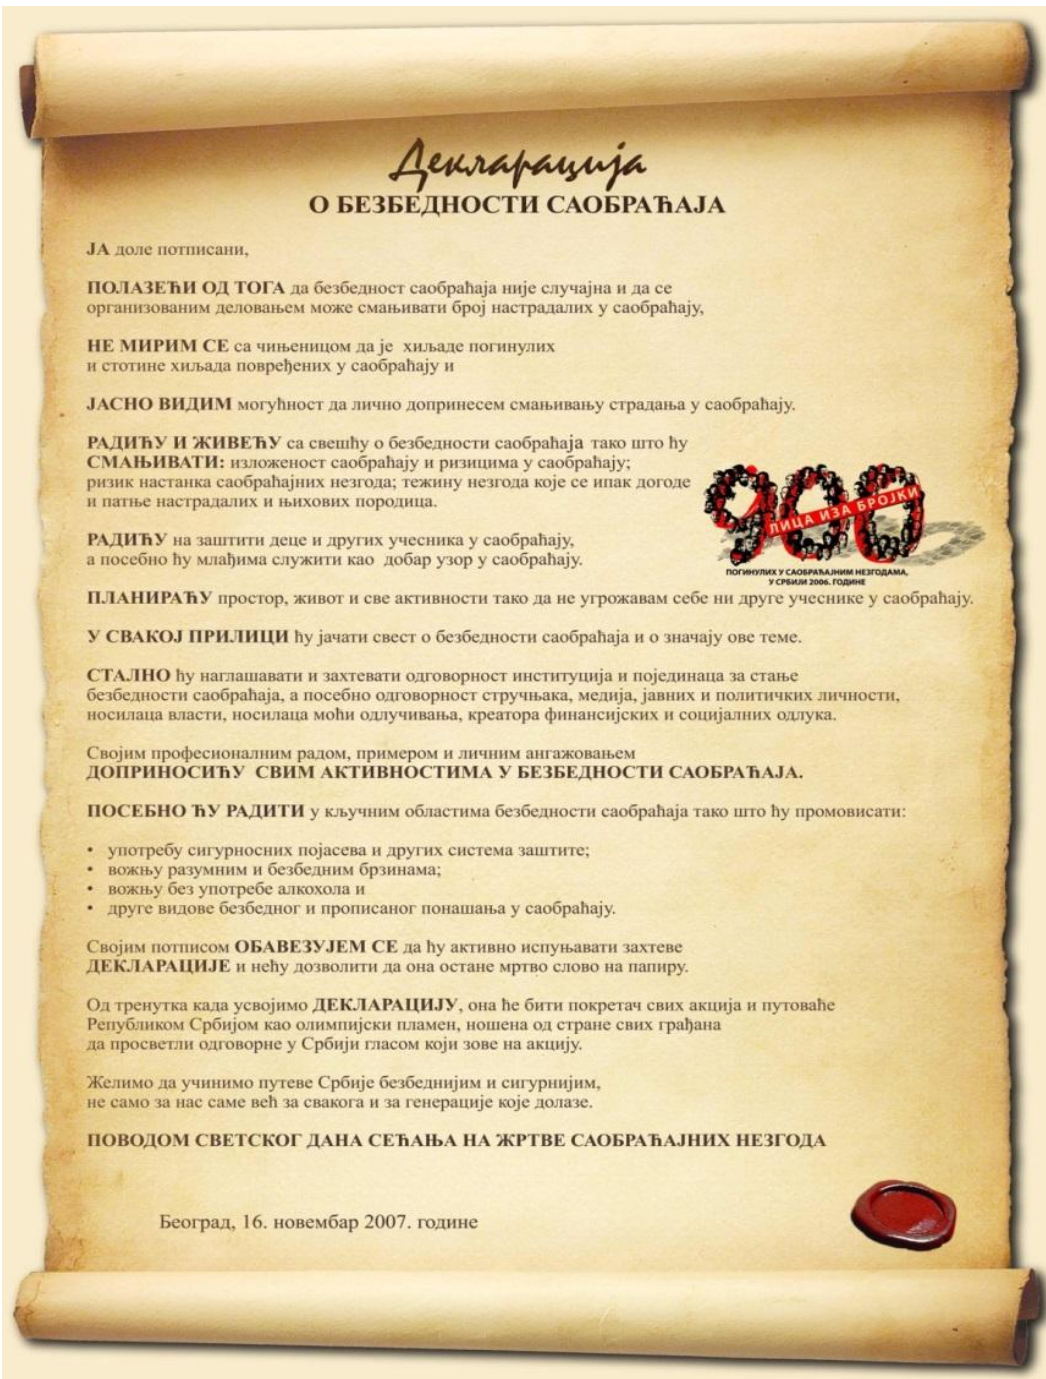 Декларација
О БЕЗБЕДНОСТИ САОБРАЋАЈА
ЈА доле потписани,
ПОЛАЗЕЋИ ОД ТОГА да безбедност саобраћаја није случајна и да се
организованим деловањем може смањивати број настрадалих у саобраћају,
НЕ МИРИМ СЕ са чињеницом да је хиљаде погинулих
и стотине хиљада повређених у саобраћају и
ЈАСНО ВИДИМ могућност да лично допринесем смањивању страдања у саобраћају.
РАДИЋУ И ЖИВЕЋУ са свешћу о безбедности саобраћаја тако што ћу
СМАЊИВАТИ: изложеност саобраћају и ризицима у саобраћају;
ризик настанка саобраћајних незгода; тежину незгода које се ипак догоде
и патње настрадалих и њихових породица.
900
ЛИЦА ИЗА БРОЈКИ
ПОГИНУЛИХ У САОБРАЋАЈНИМ НЕЗГОДАМА,
У СРБИЈИ 2006. ГОДИНЕ
РАДИЋУ на заштити деце и других учесника у саобраћају,
а посебно ћу млађима служити као добар узор у саобраћају.
ПЛАНИРАЋУ простор, живот и све активности тако да не угрожавам себе ни друге учеснике у саобраћају.
У СВАКОЈ ПРИЛИЦИ ћу јачати свест о безбедности саобраћаја и о значају ове теме.
СТАЛНО ћу наглашавати и захтевати одговорност институција и појединаца за стање
безбедности саобраћаја, а посебно одговорност стручњака, медија, јавних и политичких личности,
носилаца власти, носилаца моћи одлучивања, креатора финансијских и социјалних одлука.
Својим професионалним радом, примером и личним ангажовањем
ДОПРИНОСИЋУ СВИМ АКТИВНОСТИМА У БЕЗБЕДНОСТИ САОБРАЋАЈА.
ПОСЕБНО ЋУ РАДИТИ у кључним областима безбедности саобраћаја тако што ћу промовисати:
• употребу сигурносних појасева и других система заштите;
• вожњу разумним и безбедним брзинама;
• вожњу без употребе алкохола и
• друге видове безбедног и прописаног понашања у саобраћају.
Својим потписом ОБАВЕЗУЈЕМ СЕ да ћу активно испуњавати захтеве
ДЕКЛАРАЦИЈЕ и нећу дозволити да она остане мртво слово на папиру.
Од тренутка када усвојимо ДЕКЛАРАЦИЈУ, она ће бити покретач свих акција и путоваће
Републиком Србијом као олимпијски пламен, ношена од стране свих грађана
да просветли одговорне у Србији гласом који зове на акцију.
Желимо да учинимо путеве Србије безбеднијим и сигурнијим,
не само за нас саме већ за свакога и за генерације које долазе.
ПОВОДОМ СВЕТСКОГ ДАНА СЕЋАЊА НА ЖРТВЕ САОБРАЋАЈНИХ НЕЗГОДА
Београд, 16. новембар 2007. године